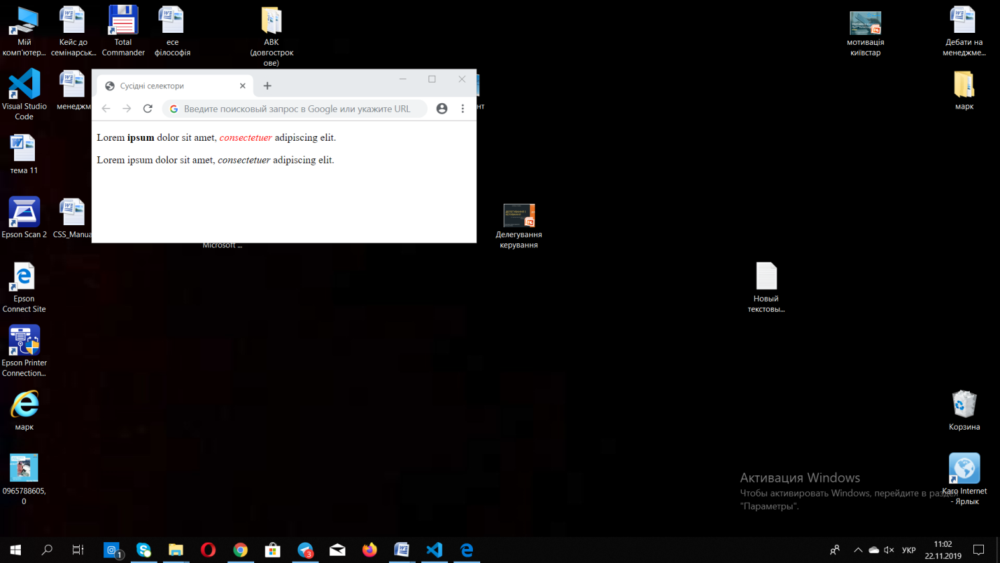 Мій
комп'ютер...
Кейс до
семінарськ...
Total
Commander
есе
філософія
АВК
(довгострок
ове)
мотивація
київстар
Дебати на
менеджме...
Visual Studio
Code
менеджм
нт
марк
Сусідні селектори
Введите поисковый запрос в Google или укажите URL
Lorem ipsum dolor sit amet, consectetuer adipiscing elit.
Lorem ipsum dolor sit amet, consectetuer adipiscing elit.
тема 11
Epson Scan 2
CSS_Manua
Microsoft ...
Делегування
керування
Epson
Connect Site
Новый
текстовы...
Epson Printer
Connection...
марк
Корзина
0965788605,
0
Karo Internet
- Ярлык
Активация Windows
Чтобы активировать Windows, перейдите в раздел
"Параметры".
1
3
УКР
11:02
22.11.2019